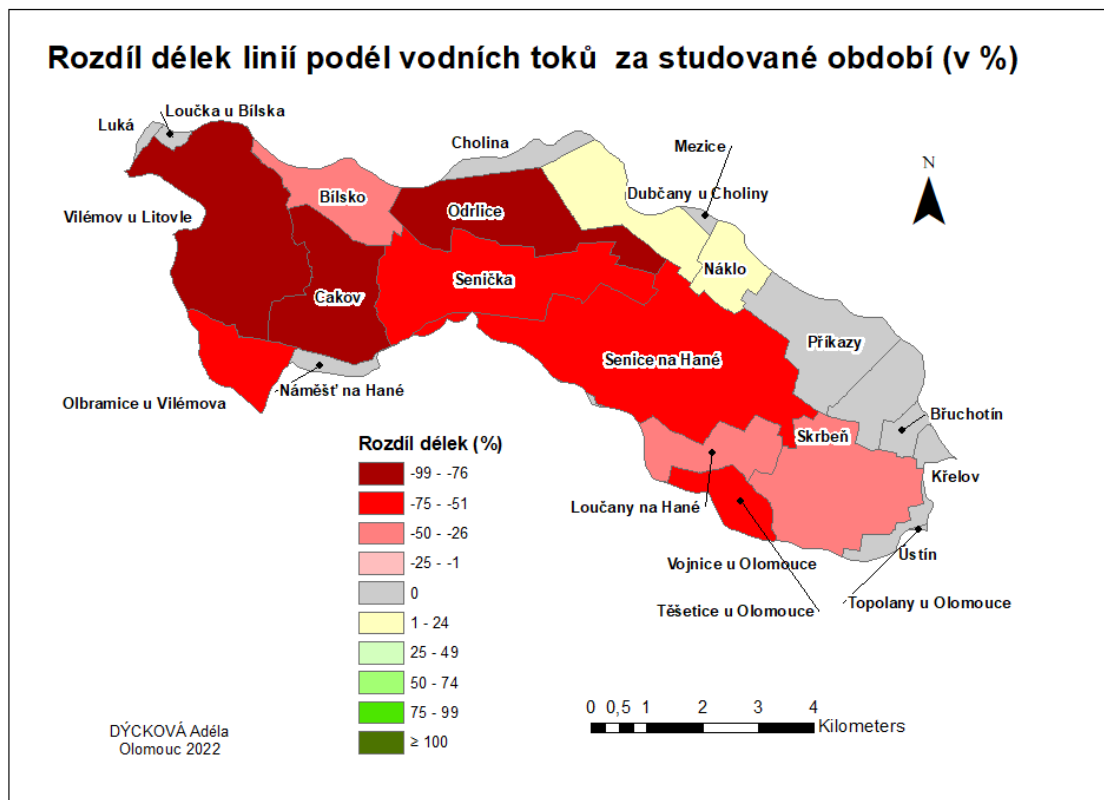 Rozdíl délek linií podél vodních toků za studované období (v %)
Loučka u Bílska
Luká
Cholina
Mezice
N
Bílsko
Dubčany u Choliny
Vilémov u Litovle
Odrlice
Senička
Náklo
Cakov
Příkazy
Senice na Hané
Náměšť na Hané
Olbramice u Vilémova
Břuchotín
Skrbeň
Křelov
Loučany na Hané
Ústín
Vojnice u Olomouce
Těšetice u Olomouce
Topolany u Olomouce
Rozdíl délek (%)
-99 - -76
-75 - -51
-50 - -26
-25 - -1
0
1 - 24
25 - 49
50 - 74
75 - 99
≥ 100
DÝCKOVÁ Adéla
Olomouc 2022
0 0,5 1 2 3 4
Kilometers